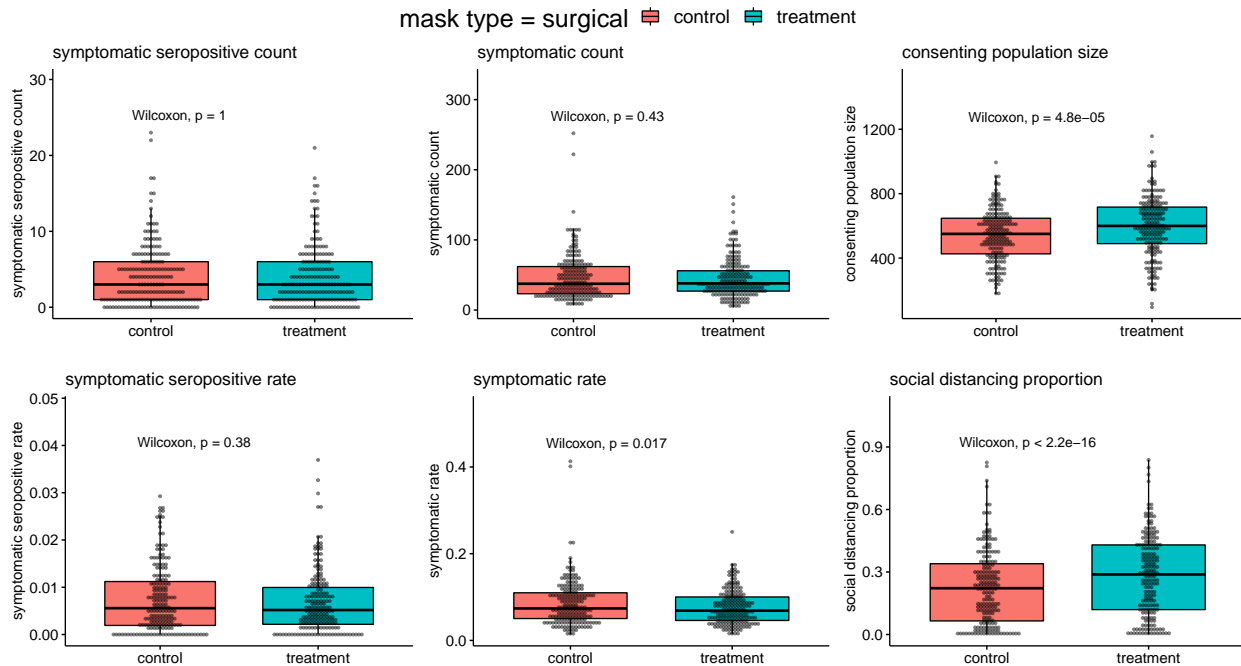 mask type = surgical control treatment
symptomatic seropositive count
symptomatic seropositive count
30
20
10
0
Wilcoxon, p = 1
control treatment
symptomatic count
symptomatic count
300
200
100
0
Wilcoxon, p = 0.43
control treatment
consenting population size
consenting population size
1200
800
400
Wilcoxon, p = 4.8e−05
control treatment
symptomatic seropositive rate
symptomatic seropositive rate
0.05
0.04
0.03
0.02
0.01
0.00
Wilcoxon, p = 0.38
control treatment
symptomatic rate
symptomatic rate
0.4
0.2
0.0
Wilcoxon, p = 0.017
control treatment
social distancing proportion
social distancing proportion
0.9
0.6
0.3
0.0
Wilcoxon, p < 2.2e−16
control treatment